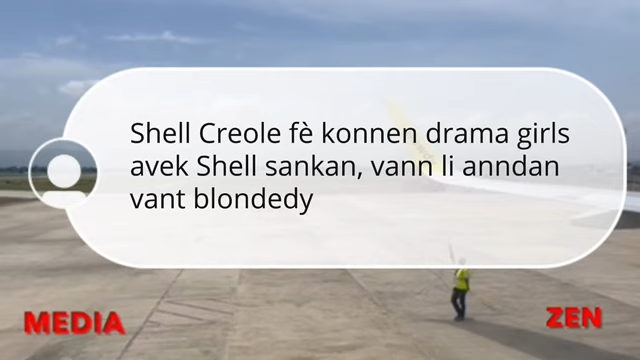 Shell Creole fè konnen drama girls
avek Shell sankan, vann li anndan
vant blondedy
MEDIA
ZEN